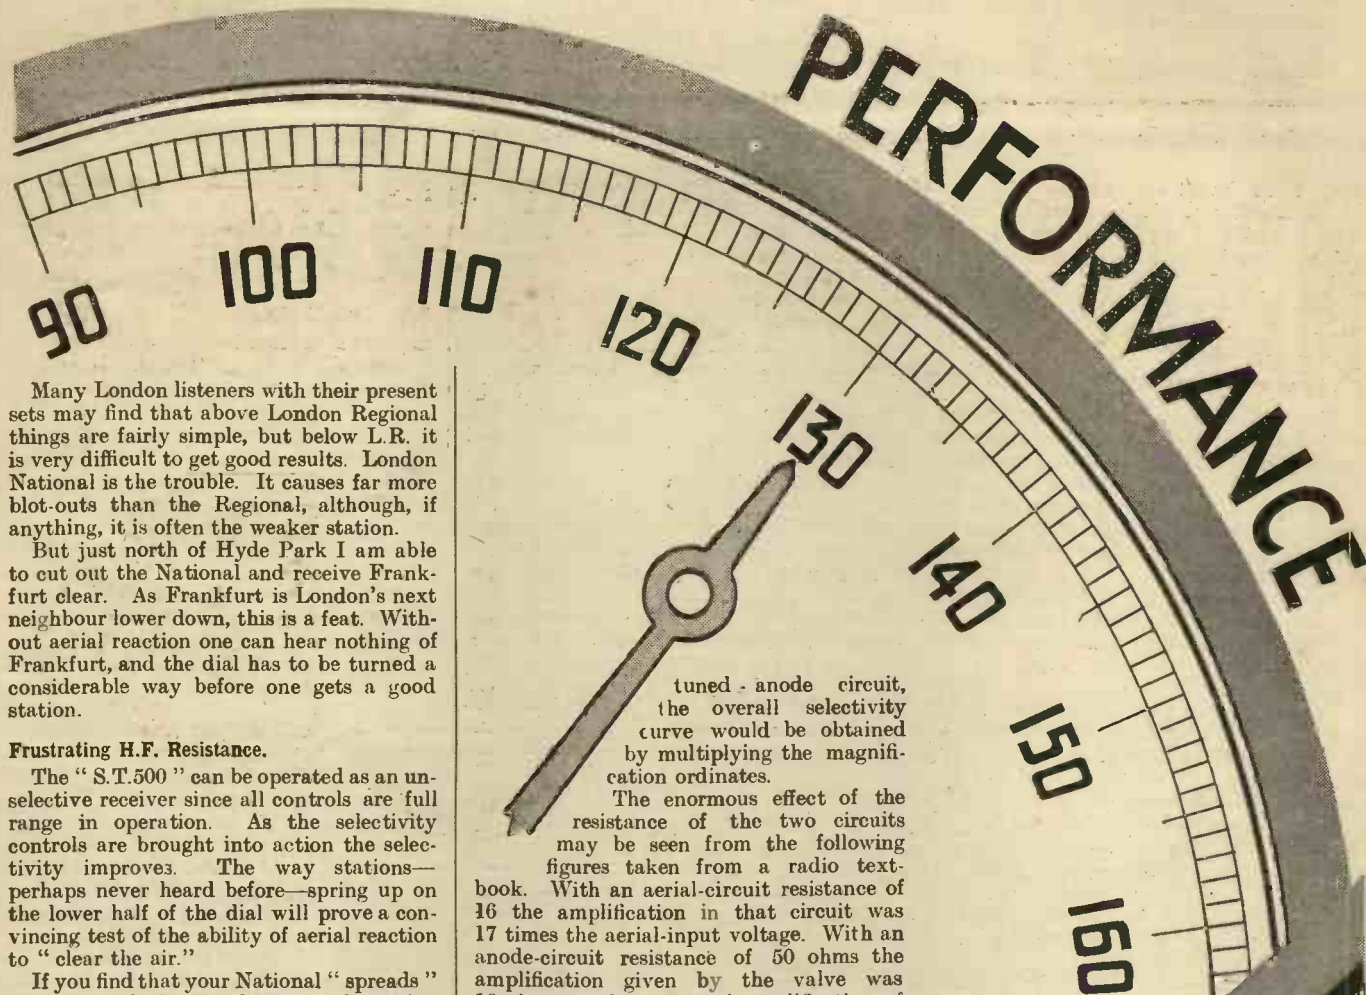 PERFORMANCE
90
100
110
120
130
140
150
160
Many London listeners with their present
sets may find that above London Regional
things are fairly simple, but below L.R. it
is very difficult to get good results. London
National is the trouble. It causes far more
blot-outs than the Regional, although, if
anything, it is often the weaker station.
But just north of Hyde Park I am able
to cut out the National and receive Frank-
furt clear. As Frankfurt is London's next
neighbour lower down, this is a feat. With-
out aerial reaction one can hear nothing of
Frankfurt, and the dial has to be turned a
considerable way before one gets a good
station.
Frustrating H.F. Resistance.
The "S.T.500" can be operated as an un-
selective receiver since all controls are full
range in operation. As the selectivity
controls are brought into action the selec-
tivity improves. The way stations—
perhaps never heard before—spring up on
the lower half of the dial will prove a con-
vincing test of the ability of aerial reaction
to "clear the air."
If you find that your National "spreads"
tuned-anode circuit,
the overall selectivity
curve would be obtained
by multiplying the magnifi-
cation ordinates.
The enormous effect of the
resistance of the two circuits
may be seen from the following
figures taken from a radio text-
book. With an aerial-circuit resistance of
16 the amplification in that circuit was
17 times the aerial-input voltage. With an
anode-circuit resistance of 50 ohms the
amplification given by the valve was